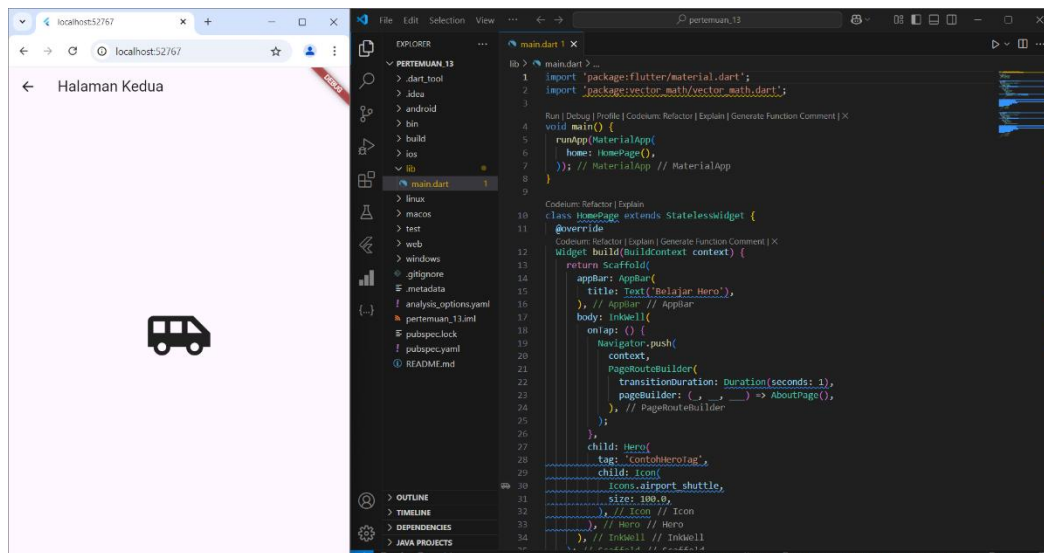 localhost:52767
localhost:52767
Halaman Kedua
DEBUG
File Edit Selection View ...
pertemuan_13
EXPLORER ...
PERTEMUAN_13
.dart_tool
.idea
android
bin
build
ios
lib
main.dart 1
linux
macos
test
web
windows
.gitignore
.metadata
analysis_options.yaml
pertemuan_13.iml
pubspec.lock
pubspec.yaml
README.md
OUTLINE
TIMELINE
DEPENDENCIES
JAVA PROJECTS
main.dart 1
lib > main.dart > ...
1 import 'package:flutter/material.dart';
2 import 'package:vector_math/vector_math.dart';
3
Run | Debug | Profile | Codeium: Refactor | Explain | Generate Function Comment | X
4 void main() {
5 runApp(MaterialApp(
6 home: HomePage(),
7 )); // MaterialApp // MaterialApp
8 }
9
Codeium: Refactor | Explain
10 class HomePage extends StatelessWidget {
11 @override
Codeium: Refactor | Explain | Generate Function Comment | X
12 Widget build(BuildContext context) {
13 return Scaffold(
14 appBar: AppBar(
15 title: Text('Belajar Hero'),
16 ), // AppBar // AppBar
17 body: InkWell(
18 onTap: () {
19 Navigator.push(
20 context,
21 PageRouteBuilder(
22 transitionDuration: Duration(seconds: 1),
23 pageBuilder: (_, __, ___) => AboutPage(),
24 ), // PageRouteBuilder
25 );
26 },
27 child: Hero(
28 tag: 'ContohHeroTag',
29 child: Icon(
30 Icons.airport_shuttle,
31 size: 100.0,
32 ), // Icon // Icon
33 ), // Hero // Hero
34 ), // InkWell // InkWell